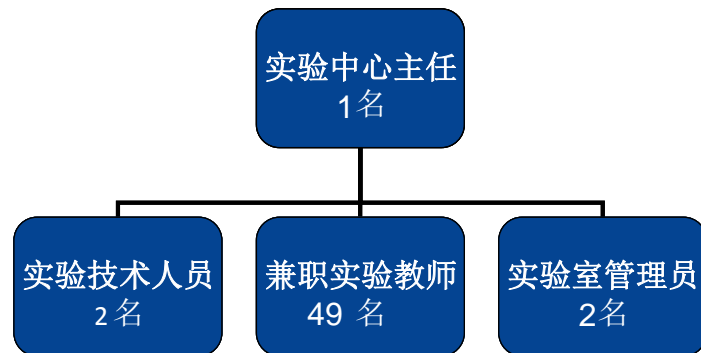 实验中心主任
1名
实验技术人员
2名
兼职实验教师
49 名
实验室管理员
2名